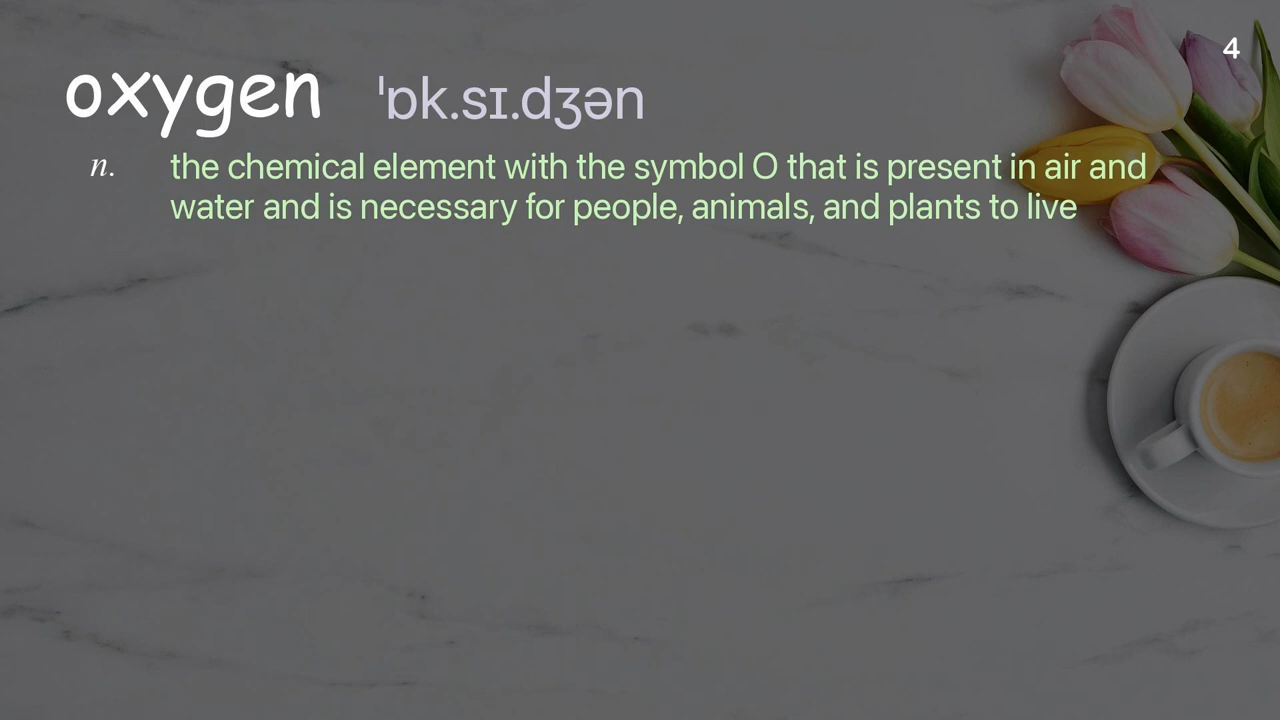 4
oxygen ˈɒk.sɪ.dʒən
n. the chemical element with the symbol O that is present in air and
water and is necessary for people, animals, and plants to live